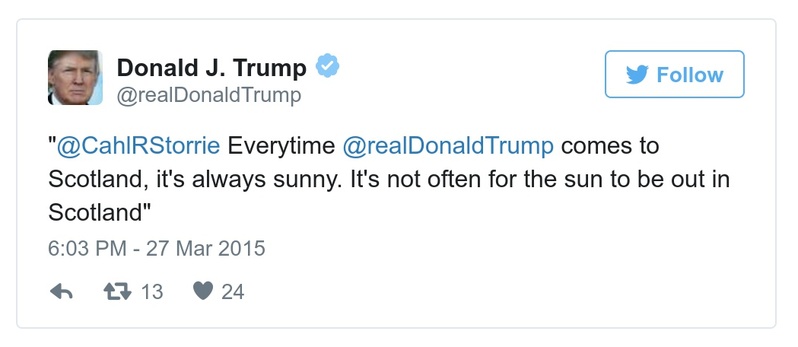 Donald J. Trump
@realDonaldTrump
Follow
"@CahlRStorrie Everytime @realDonaldTrump comes to
Scotland, it's always sunny. It's not often for the sun to be out in
Scotland"
6:03 PM - 27 Mar 2015
13 24